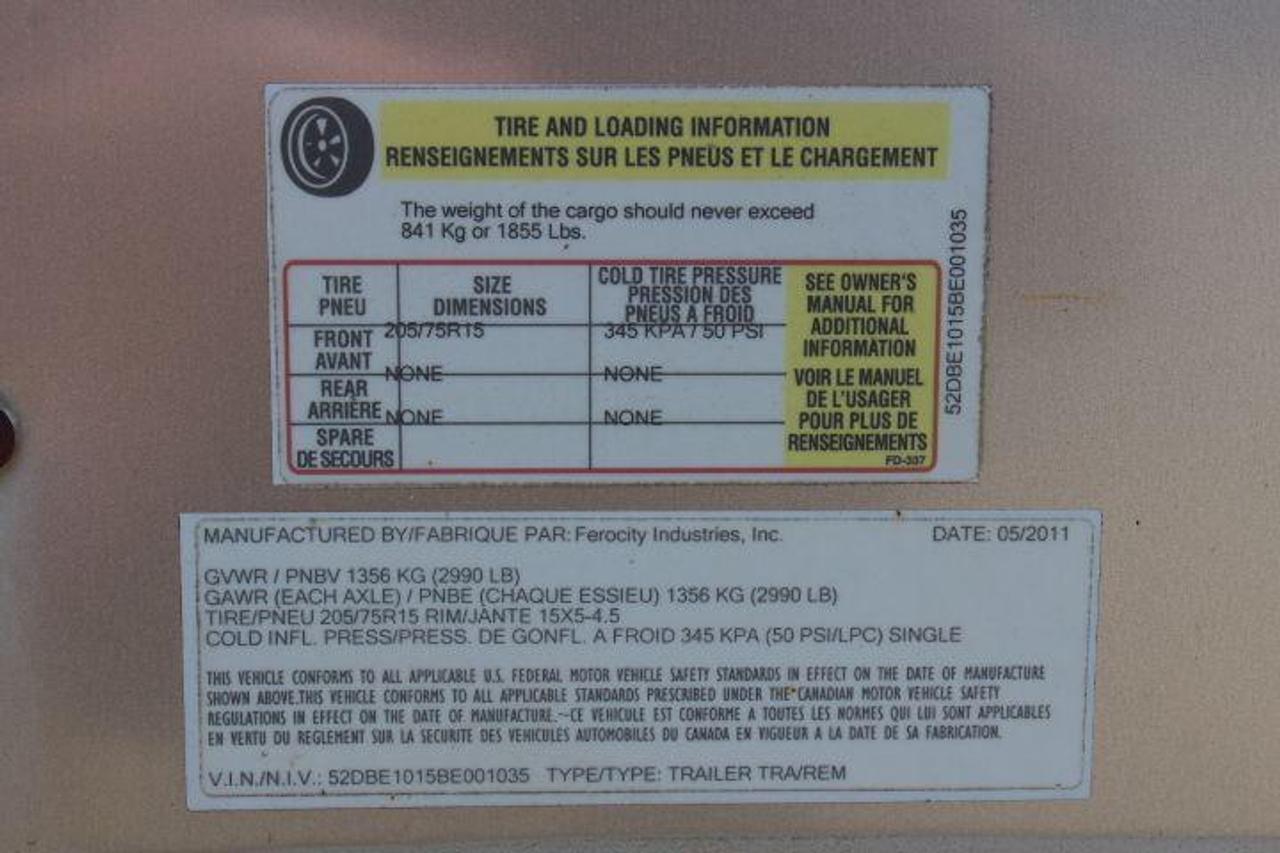 TIRE AND LOADING INFORMATION
RENSEIGNEMENTS SUR LES PNEUS ET LE CHARGEMENT
The weight of the cargo should never exceed
841 Kg or 1855 Lbs.
TIRE
PNEU
SIZE
DIMENSIONS
COLD TIRE PRESSURE
PRESSION DES
PNEUS A FROID
FRONT
AVANT
205/75R15
345 KPA / 50 PSI
REAR
ARRIÈRE
NONE
NONE
SPARE
DE SECOURS
NONE
NONE
SEE OWNER'S
MANUAL FOR
ADDITIONAL
INFORMATION
VOIR LE MANUEL
DE L'USAGER
POUR PLUS DE
RENSEIGNEMENTS
FD-337
52DBE1015BE001035
MANUFACTURED BY/FABRIQUE PAR: Ferocity Industries, Inc. DATE: 05/2011
GVWR / PNBV 1356 KG (2990 LB)
GAWR (EACH AXLE) / PNBE (CHAQUE ESSIEU) 1356 KG (2990 LB)
TIRE/PNEU 205/75R15 RIM/JANTE 15X5-4.5
COLD INFL. PRESS/PRESS. DE GONFL. A FROID 345 KPA (50 PSI/LPC) SINGLE
THIS VEHICLE CONFORMS TO ALL APPLICABLE U.S. FEDERAL MOTOR VEHICLE SAFETY STANDARDS IN EFFECT ON THE DATE OF MANUFACTURE
SHOWN ABOVE.THIS VEHICLE CONFORMS TO ALL APPLICABLE STANDARDS PRESCRIBED UNDER THE CANADIAN MOTOR VEHICLE SAFETY
REGULATIONS IN EFFECT ON THE DATE OF MANUFACTURE.~CE VEHICULE EST CONFORME A TOUTES LES NORMES QUI LUI SONT APPLICABLES
EN VERTU DU REGLEMENT SUR LA SECURITE DES VEHICULES AUTOMOBILES DU CANADA EN VIGUEUR A LA DATE DE SA FABRICATION.
V.I.N./N.I.V.: 52DBE1015BE001035 TYPE/TYPE: TRAILER TRA/REM